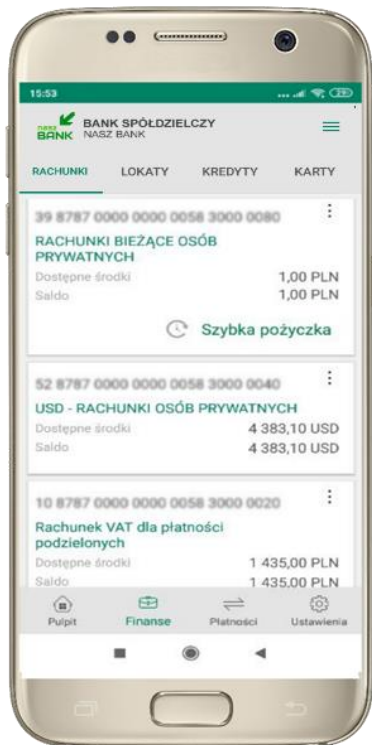 15:53
nasz BANK
BANK SPÓŁDZIELCZY
NASZ BANK
RACHUNKI LOKATY KREDYTY KARTY
39 8787 0000 0000 0058 3000 0080
RACHUNKI BIEŻĄCE OSÓB
PRYWATNYCH
Dostępne środki 1,00 PLN
Saldo 1,00 PLN
Szybka pożyczka
52 8787 0000 0000 0058 3000 0040
USD - RACHUNKI OSÓB PRYWATNYCH
Dostępne środki 4 383,10 USD
Saldo 4 383,10 USD
10 8787 0000 0000 0058 3000 0020
Rachunek VAT dla płatności
podzielonych
Dostępne środki 1 435,00 PLN
Saldo 1 435,00 PLN
Pulpit Finanse Płatności Ustawienia